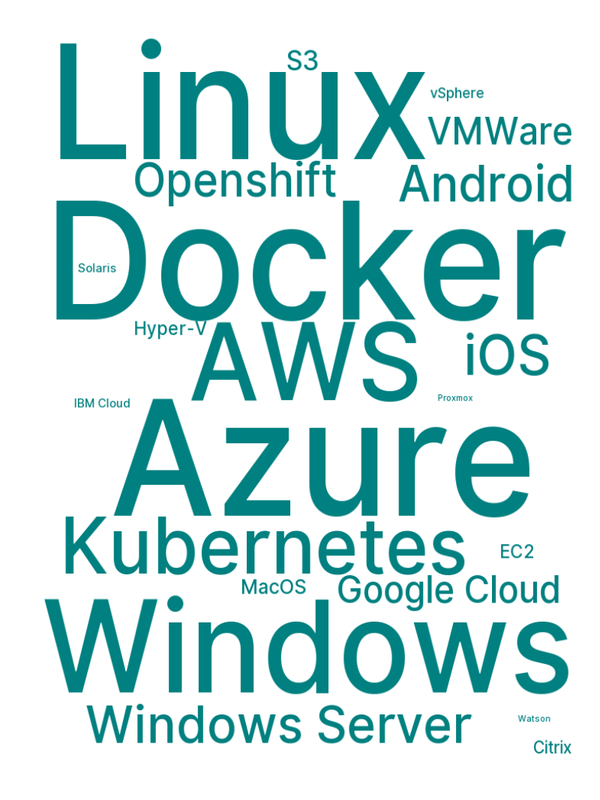 Linux
S3
vSphere
VMWare
Openshift
Android
Docker
Solaris
Hyper-V
AWS
iOS
IBM Cloud
Proxmox
Azure
Kubernetes
EC2
MacOS
Google Cloud
Windows
Windows Server
Watson
Citrix